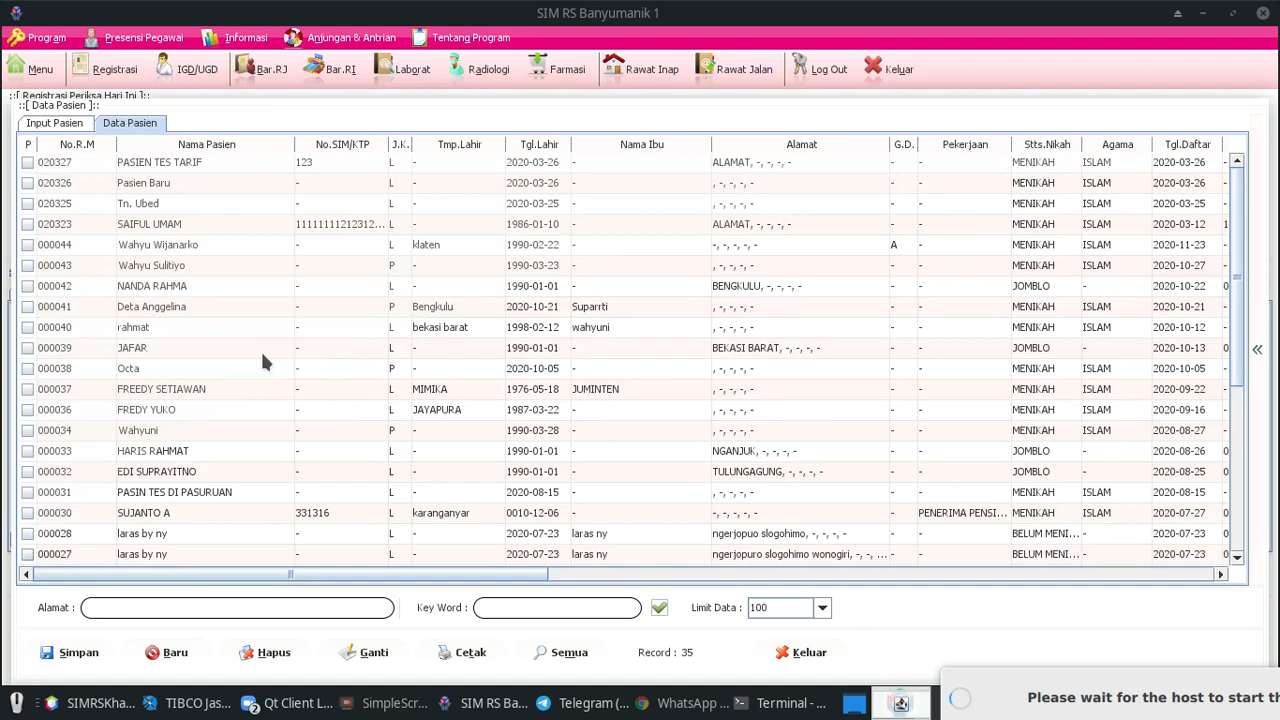 SIM RS Banyumanik 1
Program Presensi Pegawai Informasi Anjungan & Antrian Tentang Program
Menu Registrasi IGD/UGD Bar.RJ Bar.RI Laborat Radiologi Farmasi Rawat Inap Rawat Jalan Log Out Keluar
::[ Registrasi Periksa Hari Ini ]::
::[ Data Pasien ]::
Input Pasien Data Pasien
P No.R.M Nama Pasien No.SIM/KTP J.K. Tmp.Lahir Tgl.Lahir Nama Ibu Alamat G.D. Pekerjaan Stts.Nikah Agama Tgl.Daftar
020327 PASIEN TES TARIF 123 L - 2020-03-26 - ALAMAT, -, -, - - - MENIKAH ISLAM 2020-03-26 -
020326 Pasien Baru - L - 2020-03-26 - , -, -, - - - MENIKAH ISLAM 2020-03-26 -
020325 Tn. Ubed - L - 2020-03-25 - , -, -, - - - MENIKAH ISLAM 2020-03-25 -
020323 SAIFUL UMAM 11111111212312... L - 1986-01-10 - ALAMAT, -, -, - - - MENIKAH ISLAM 2020-03-12 1
000044 Wahyu Wijanarko - L klaten 1990-02-22 - -, -, -, - A - MENIKAH ISLAM 2020-11-23 -
000043 Wahyu Sulitiyo - P - 1990-03-23 - , -, -, - - - MENIKAH ISLAM 2020-10-27 -
000042 NANDA RAHMA - L - 1990-01-01 - BENGKULU, -, -, - - - JOMBLO - 2020-10-27 0
000041 Deta Anggelina - P Bengkulu 2020-10-21 Suparrti , -, -, - - - MENIKAH ISLAM 2020-10-21 -
000040 rahmat - L bekasi barat 1998-02-12 wahyuni , -, -, - - - MENIKAH ISLAM 2020-10-12 -
000039 JAFAR - L - 1990-01-01 - BEKASI BARAT, -, -, - - - JOMBLO - 2020-10-13 0
000038 Octa - P - 2020-10-05 - , -, -, - - - MENIKAH ISLAM 2020-10-05 -
000037 FREEDY SETIAWAN - L MIMIKA 1976-05-18 JUMINTEN , -, -, - - - MENIKAH ISLAM 2020-09-22 -
000036 FREDY YUKO - L JAYAPURA 1987-03-22 - , -, -, - - - MENIKAH ISLAM 2020-09-16 -
000034 Wahyuni - P - 1990-03-28 - , -, -, - - - MENIKAH ISLAM 2020-08-30 -
000033 HARIS RAHMAT - L - 1990-01-01 - NGANJUK, -, -, - - - JOMBLO - 2020-08-26 0
000032 EDI SUPRAYITNO - L - 1990-01-01 - TULUNGAGUNG, -, -, - - - JOMBLO - 2020-08-25 0
000031 PASIN TES DI PASURUAN - L - 2020-08-15 - , -, -, - - - MENIKAH ISLAM 2020-08-15 -
000030 SUJANTO A 331316 L karanganyar 0010-12-06 - -, -, -, - - PENERIMA PENSI... MENIKAH ISLAM 2020-07-27 -
000028 laras by ny - L - 2020-07-23 laras ny ngerjopuo slogohimo, -, -, - - - BELUM MENI... - 2020-07-23 0
000027 laras by ny - L - 2020-07-23 laras ny ngerjopuro slogohimo wonogiri, -, -, ... - - BELUM MENI... - 2020-07-23 0
Alamat : Key Word : Limit Data : 100
Simpan Baru Hapus Ganti Cetak Semua Record : 35 Keluar
Please wait for the host to start th
SIMRSKha... TIBCO Jas... 2 Qt Client L... SimpleScr... SIM RS Ba... Telegram (... WhatsApp ... Terminal - ...